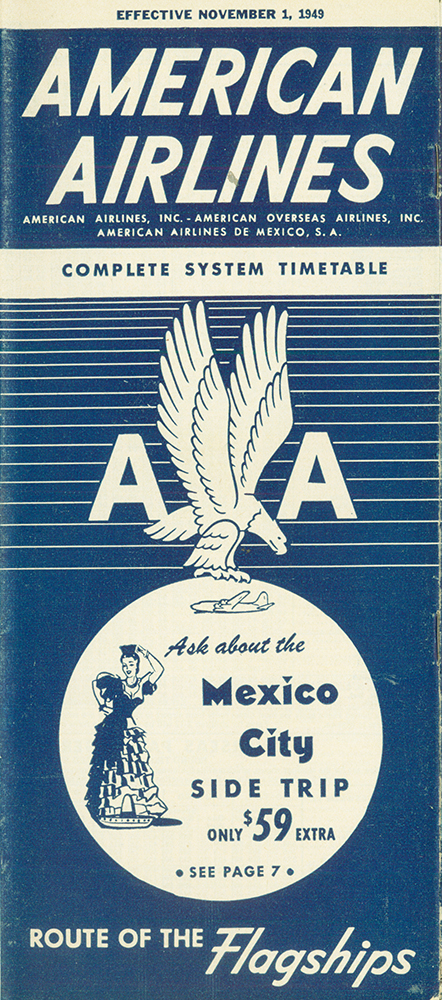 EFFECTIVE NOVEMBER 1, 1949
AMERICAN
AIRLINES
AMERICAN AIRLINES, INC. - AMERICAN OVERSEAS AIRLINES, INC.
AMERICAN AIRLINES DE MEXICO, S. A.
COMPLETE SYSTEM TIMETABLE
A A
Ask about the
Mexico
City
SIDE TRIP
ONLY $59 EXTRA
• SEE PAGE 7 •
ROUTE OF THE Flagships